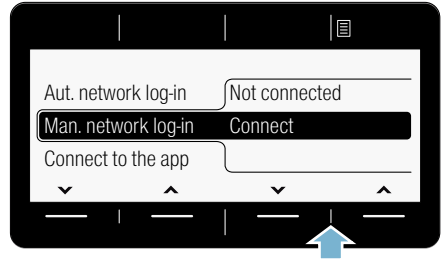 Aut. network log-in Not connected
Man. network log-in Connect
Connect to the app